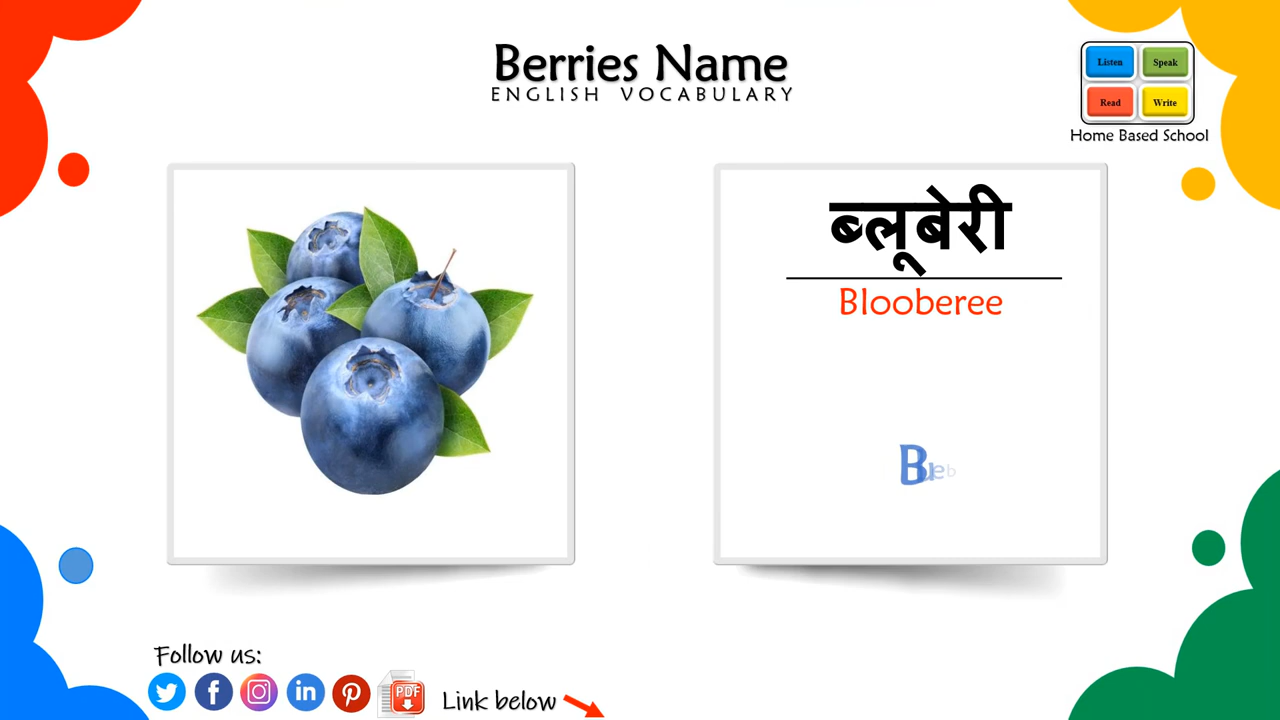 Berries Name
ENGLISH VOCABULARY
Listen
Speak
Read
Write
Home Based School
ब्लूबेरी
Blooberee
Follow us:
PDF
Link below